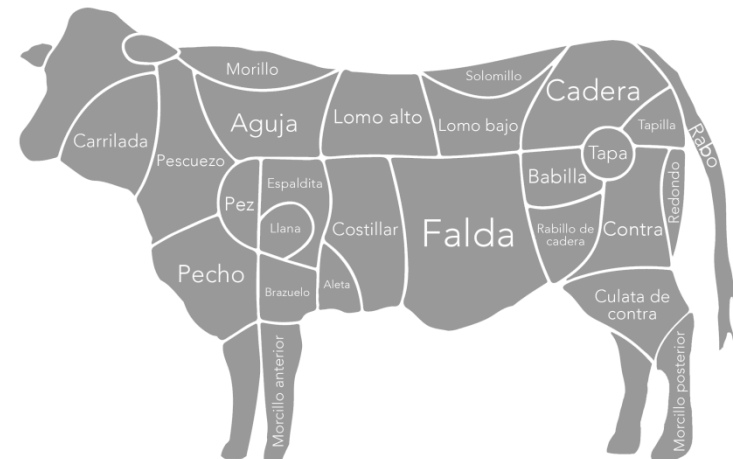 Morillo
Solomillo
Cadera
Carrilada
Pescuezo
Aguja
Lomo alto
Lomo bajo
Tapilla
Rabo
Tapa
Pez
Espaldita
Babilla
Redondo
Llana
Costillar
Falda
Rabillo de
cadera
Contra
Pecho
Brazuelo
Aleta
Culata de
contra
Morcillo anterior
Morcillo posterior